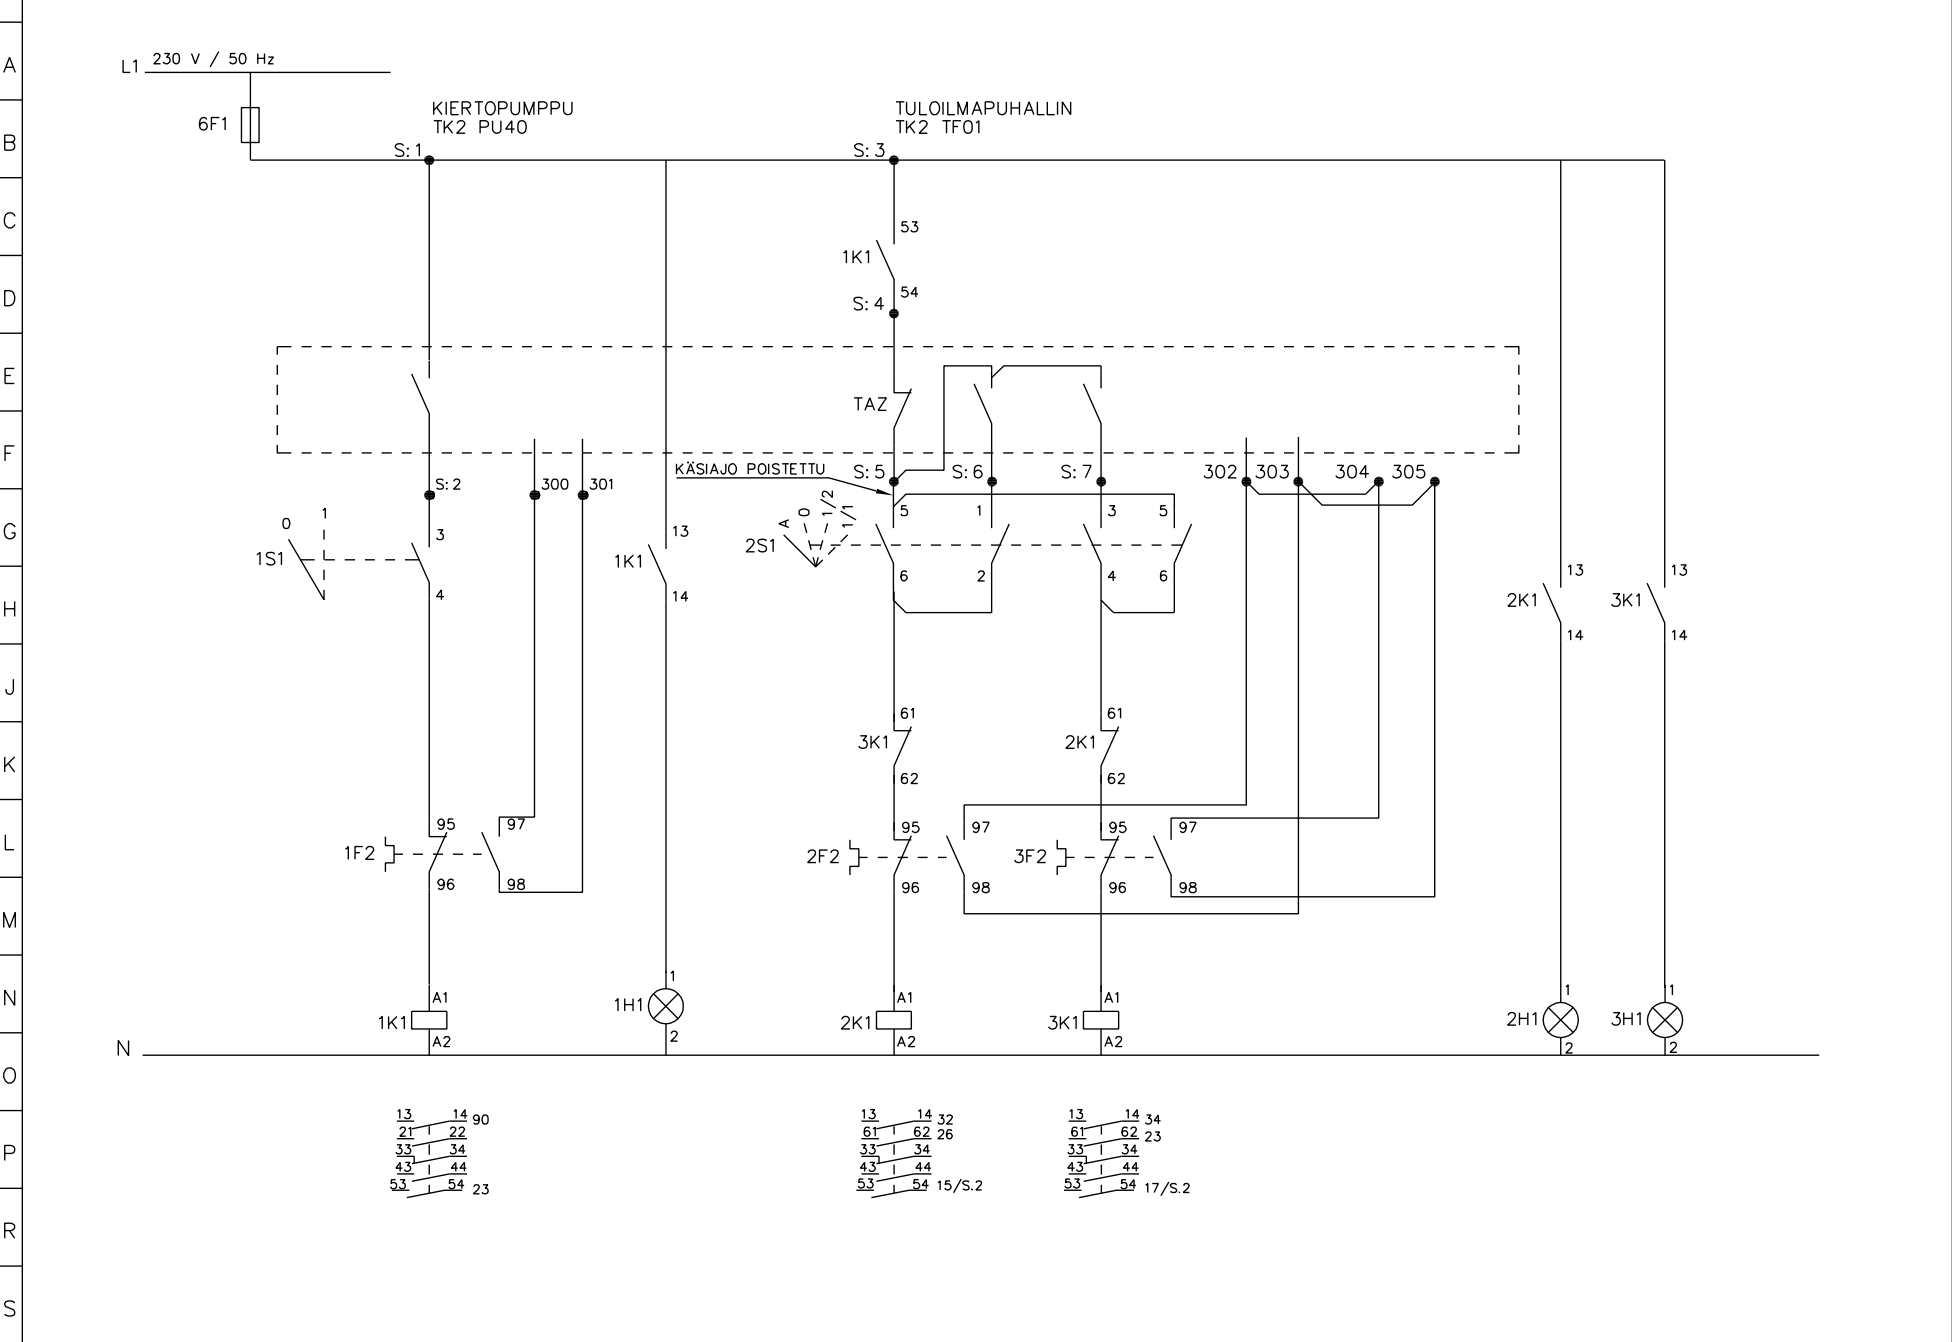 A
B
C
D
E
F
G
H
J
K
L
M
N
O
P
R
S
L1 230 V / 50 Hz
6F1
KIERTOPUMPPU
TK2 PU40
TULOILMAPUHALLIN
TK2 TF01
S:1
S:3
53
1K1
54
S:4
TAZ
KÄSIAJO POISTETTU
S:5
S:6
S:7
302
303
304
305
S:2
300
301
0
1
1S1
3
4
13
1K1
14
A
0
1/2
1/1
2S1
5
6
1
2
3
4
5
6
13
2K1
14
13
3K1
14
61
3K1
62
61
2K1
62
95
97
1F2
96
98
95
97
2F2
96
98
95
97
3F2
96
98
A1
1K1
A2
1
1H1
2
A1
2K1
A2
A1
3K1
A2
1
2H1
2
1
3H1
2
N
13 14 90
21 22
33 34
43 44
53 54 23
13 14 32
61 62 26
33 34
43 44
53 54 15/S.2
13 14 34
61 62 23
33 34
43 44
53 54 17/S.2